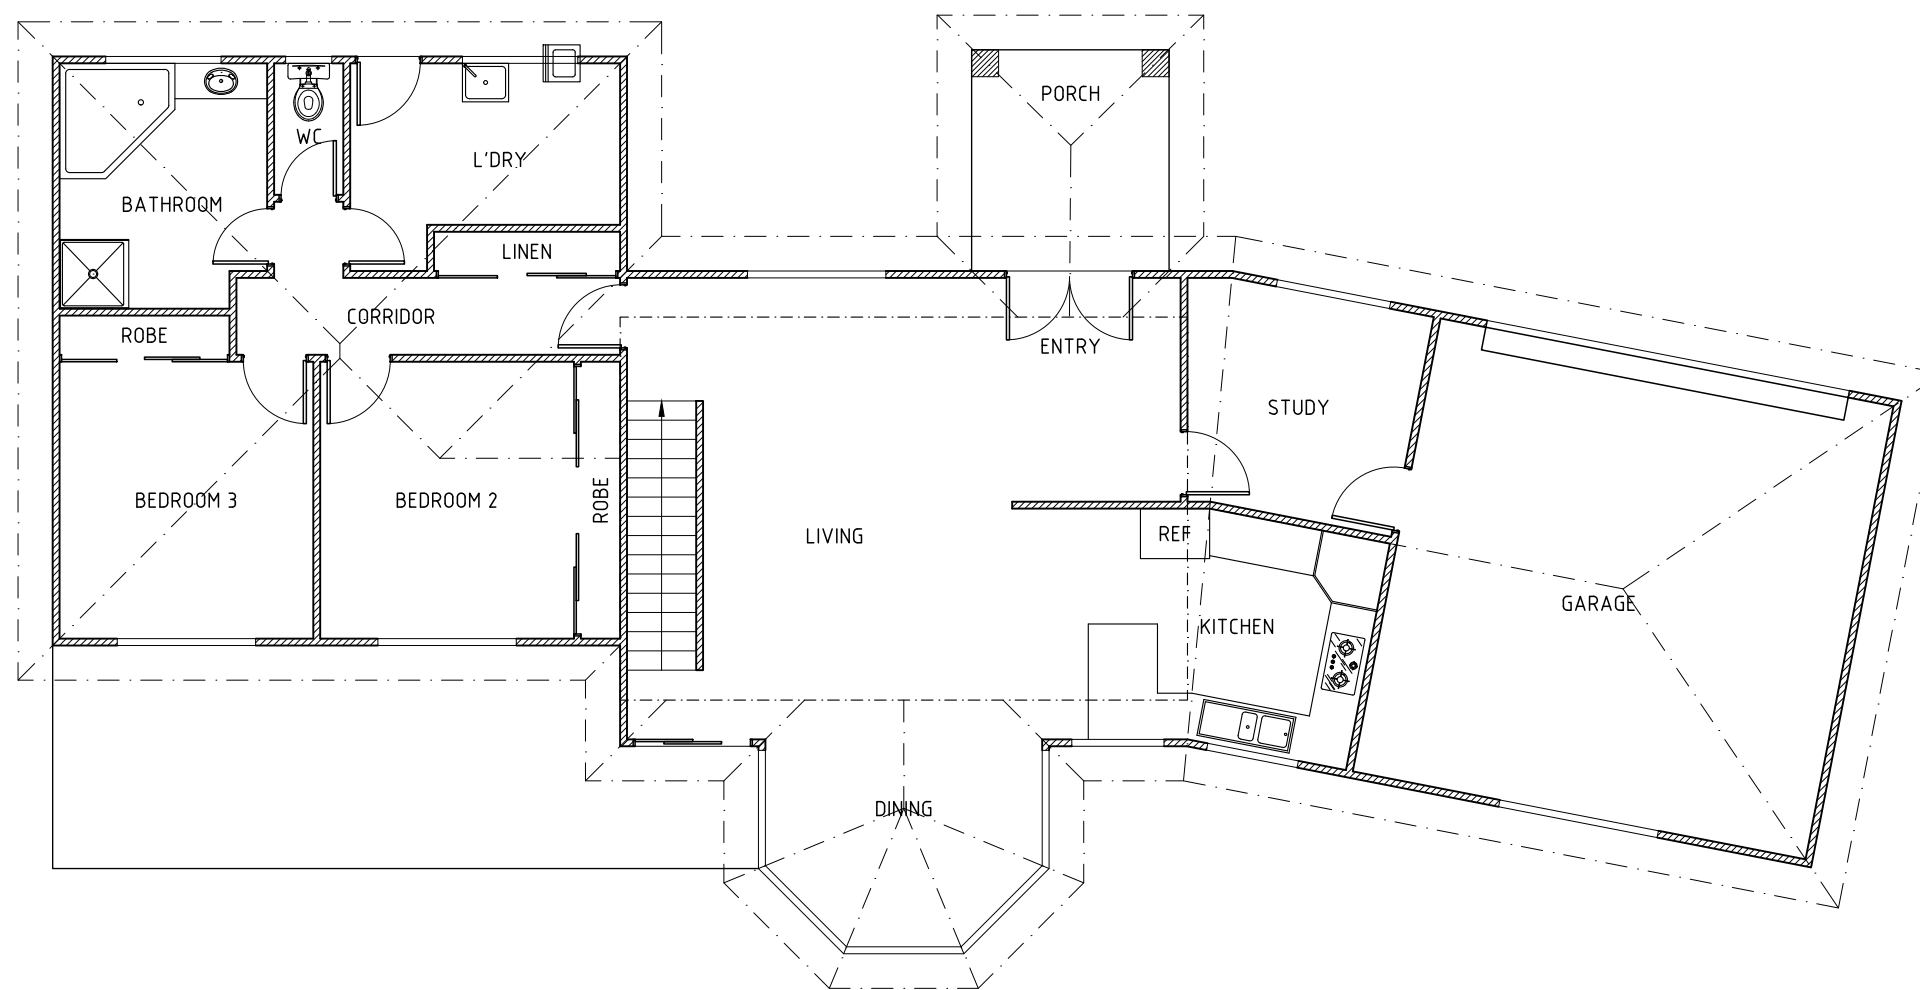 PORCH
WC
L'DRY
BATHROOM
LINEN
CORRIDOR
ROBE
ENTRY
STUDY
BEDROOM 3
BEDROOM 2
ROBE
LIVING
REF
GARAGE
KITCHEN
DINING